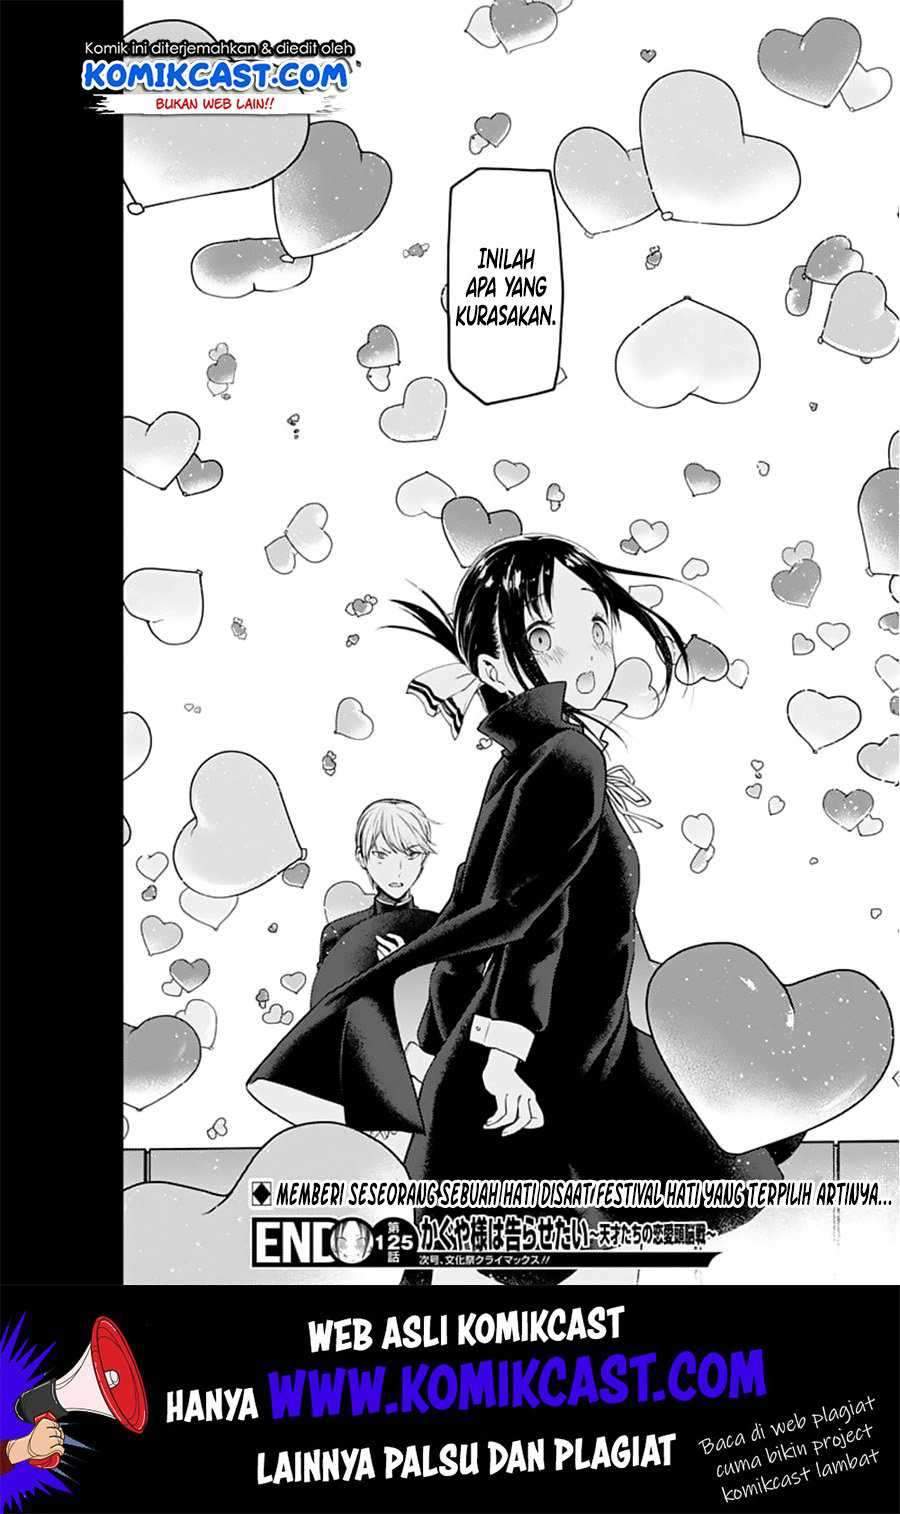 Komik ini diterjemahkan & diedit oleh
KOMIKCAST.COM
BUKAN WEB LAIN!!
INILAH
APA YANG
KURASAKAN.
MEMBERI SESEORANG SEBUAH HATI DISAAT FESTIVAL HATI YANG TERPILIH ARTINYA...
END 第125話 かぐや様は告らせたい～天才たちの恋愛頭脳戦～
次号、文化祭クライマックス!!
WEB ASLI KOMIKCAST
HANYA WWW.KOMIKCAST.COM
LAINNYA PALSU DAN PLAGIAT
Baca di web plagiat
cuma bikin project
komikcast lambat